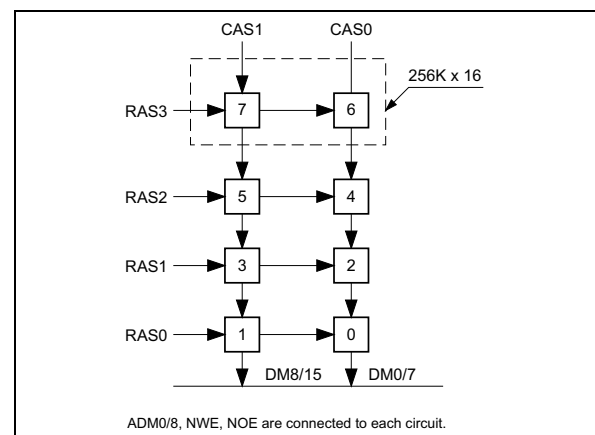 CAS1 CAS0
256K x 16
RAS3 7 6
RAS2 5 4
RAS1 3 2
RAS0 1 0
DM8/15 DM0/7
ADM0/8, NWE, NOE are connected to each circuit.